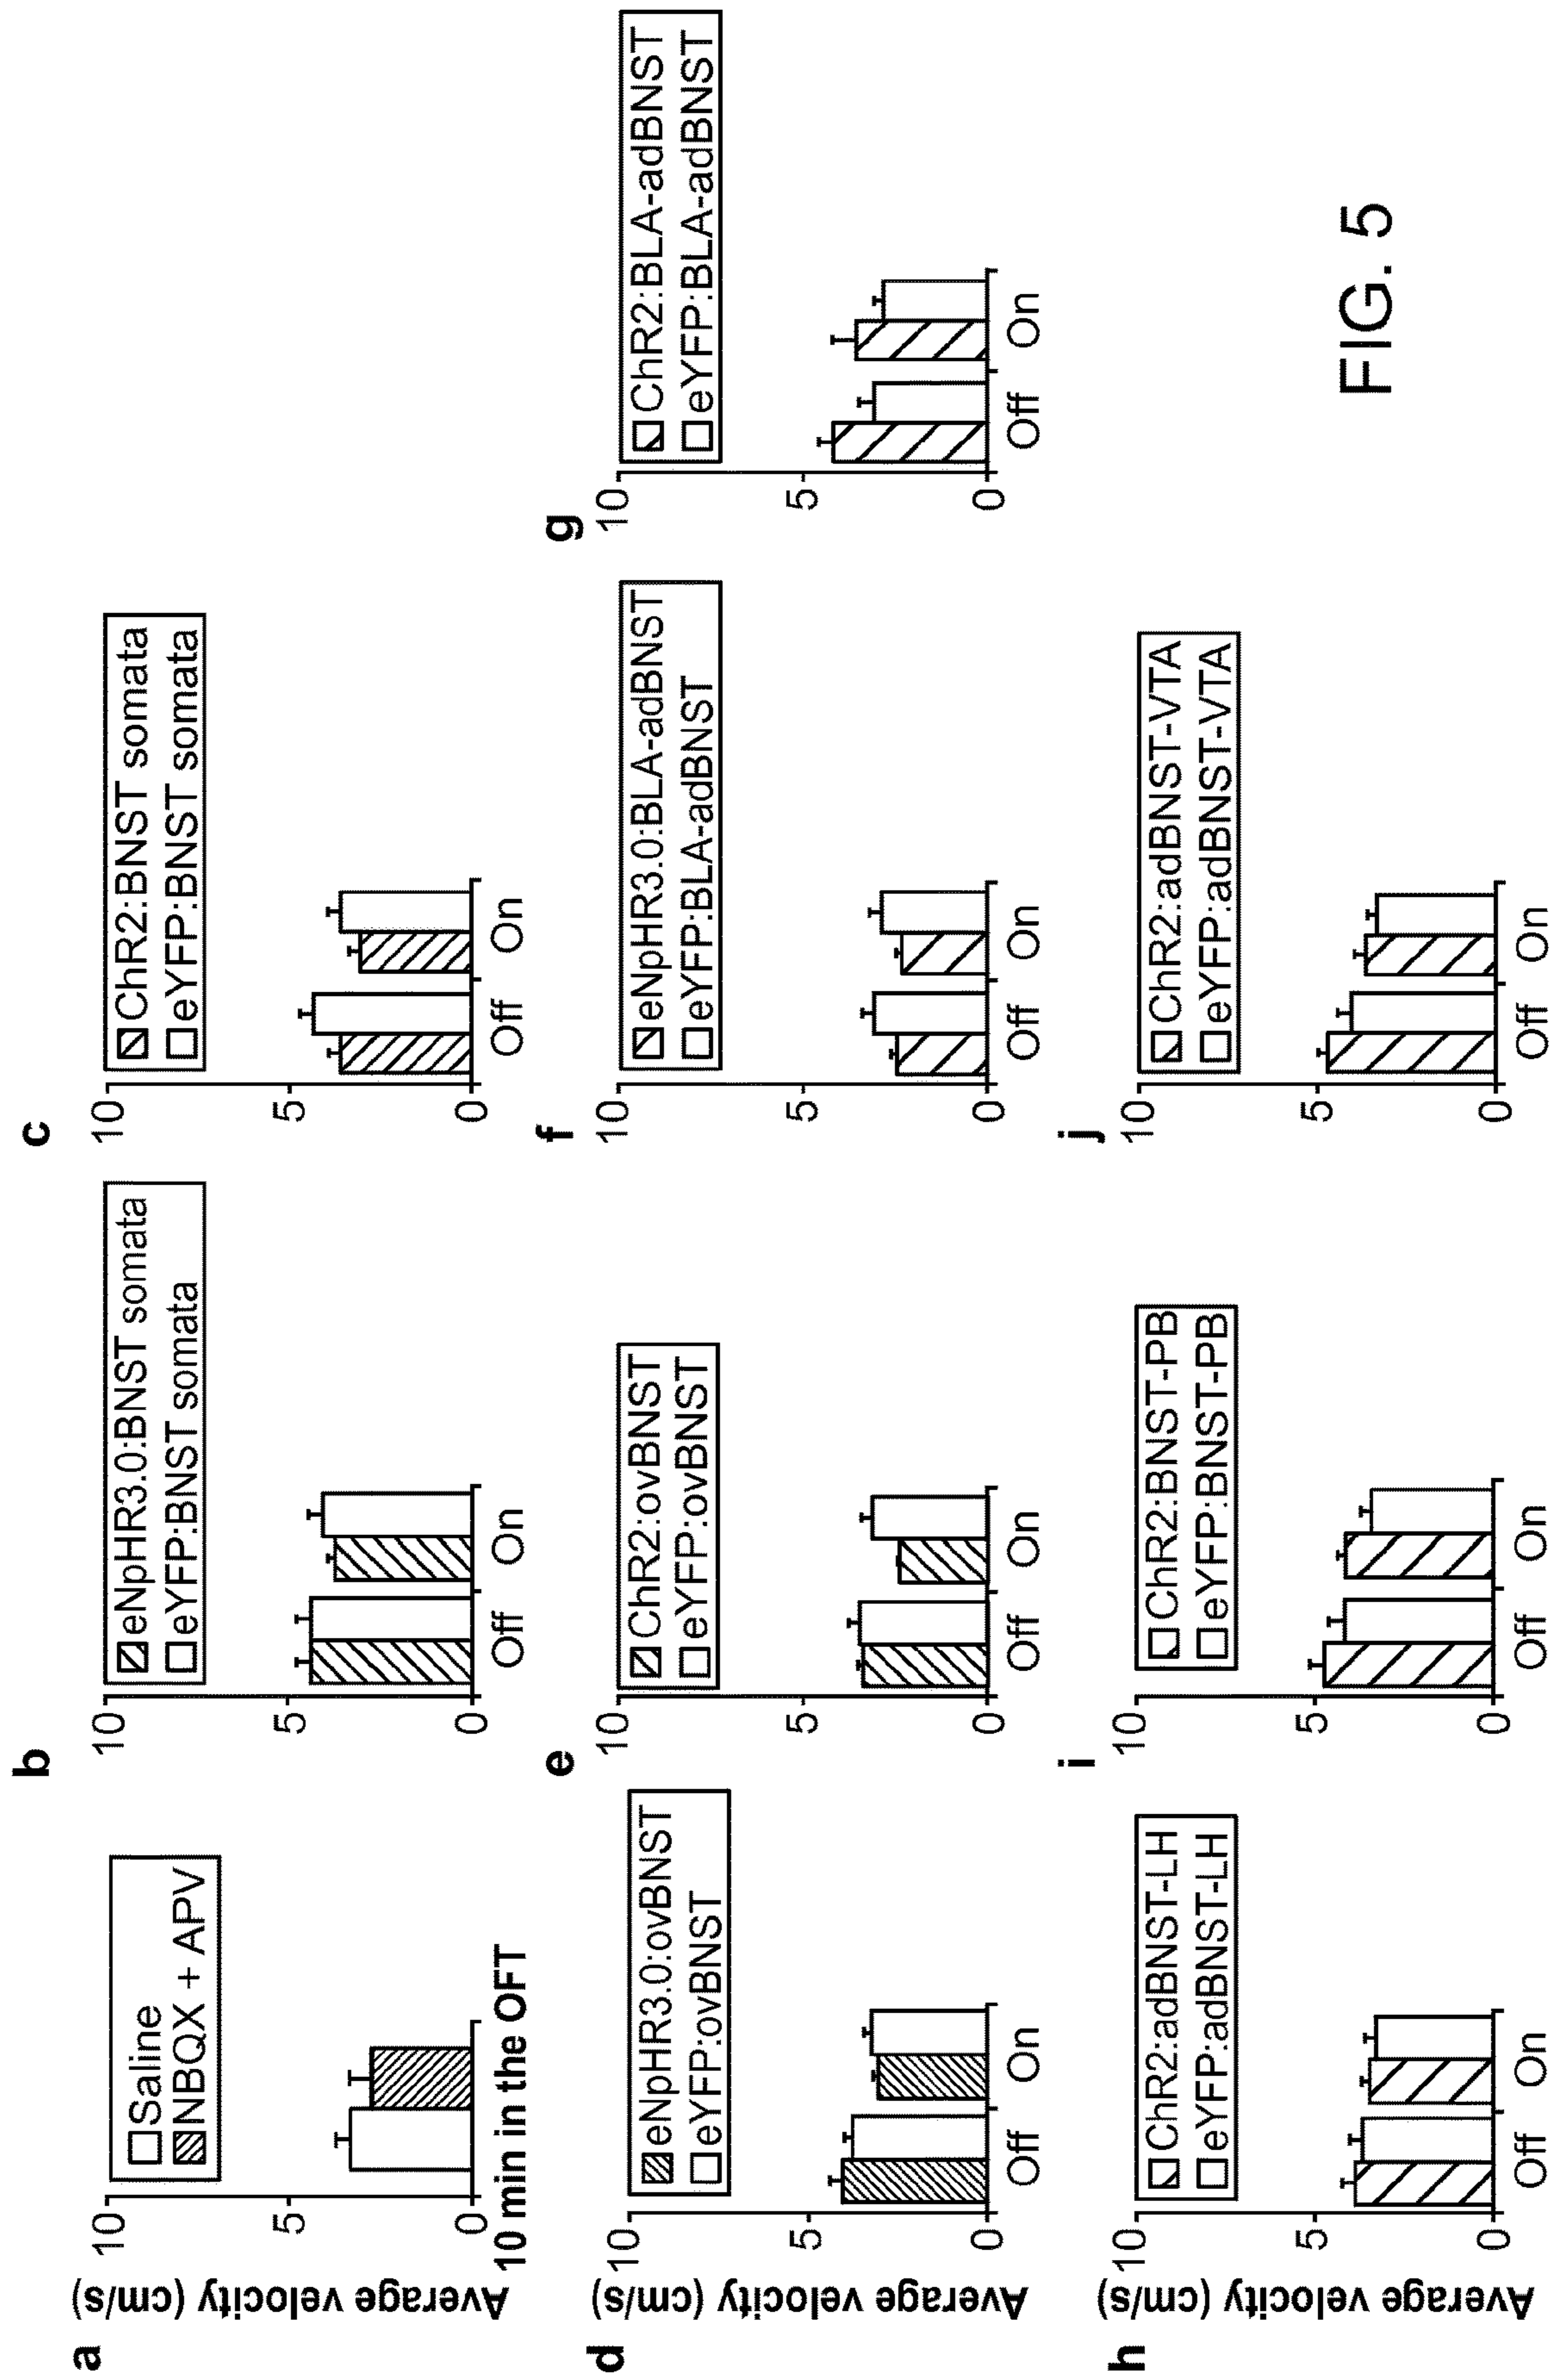 a
Average velocity (cm/s)
10
5
0
Saline
NBQX + APV
10 min in the OFT
b
10
5
0
eNpHR3.0:BNST somata
eYFP:BNST somata
Off
On
c
10
5
0
ChR2:BNST somata
eYFP:BNST somata
Off
On
d
Average velocity (cm/s)
10
5
0
eNpHR3.0:ovBNST
eYFP:ovBNST
Off
On
e
10
5
0
ChR2:ovBNST
eYFP:ovBNST
Off
On
f
10
5
0
eNpHR3.0:BLA-adBNST
eYFP:BLA-adBNST
Off
On
g
10
5
0
ChR2:BLA-adBNST
eYFP:BLA-adBNST
Off
On
h
Average velocity (cm/s)
10
5
0
ChR2:adBNST-LH
eYFP:adBNST-LH
Off
On
i
10
5
0
ChR2:BNST-PB
eYFP:BNST-PB
Off
On
j
10
5
0
ChR2:adBNST-VTA
eYFP:adBNST-VTA
Off
On
FIG. 5